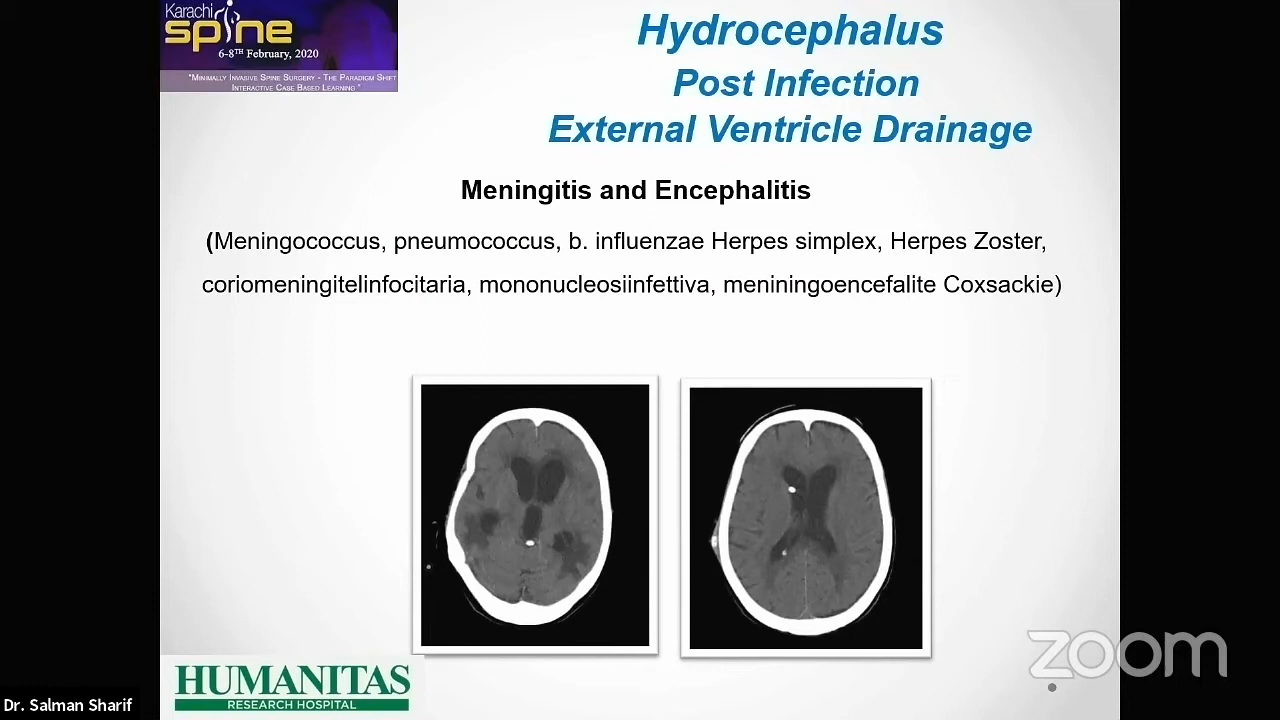 Karachi
spine
6-8TH February, 2020
"Minimally Invasive Spine Surgery - The Paradigm Shift
Interactive Case Based Learning "
Hydrocephalus
Post Infection
External Ventricle Drainage
Meningitis and Encephalitis
(Meningococcus, pneumococcus, b. influenzae Herpes simplex, Herpes Zoster,
coriomeningitelinfocitaria, mononucleosiinfettiva, meniningoencefalite Coxsackie)
HUMANITAS
RESEARCH HOSPITAL
zoom
Dr. Salman Sharif